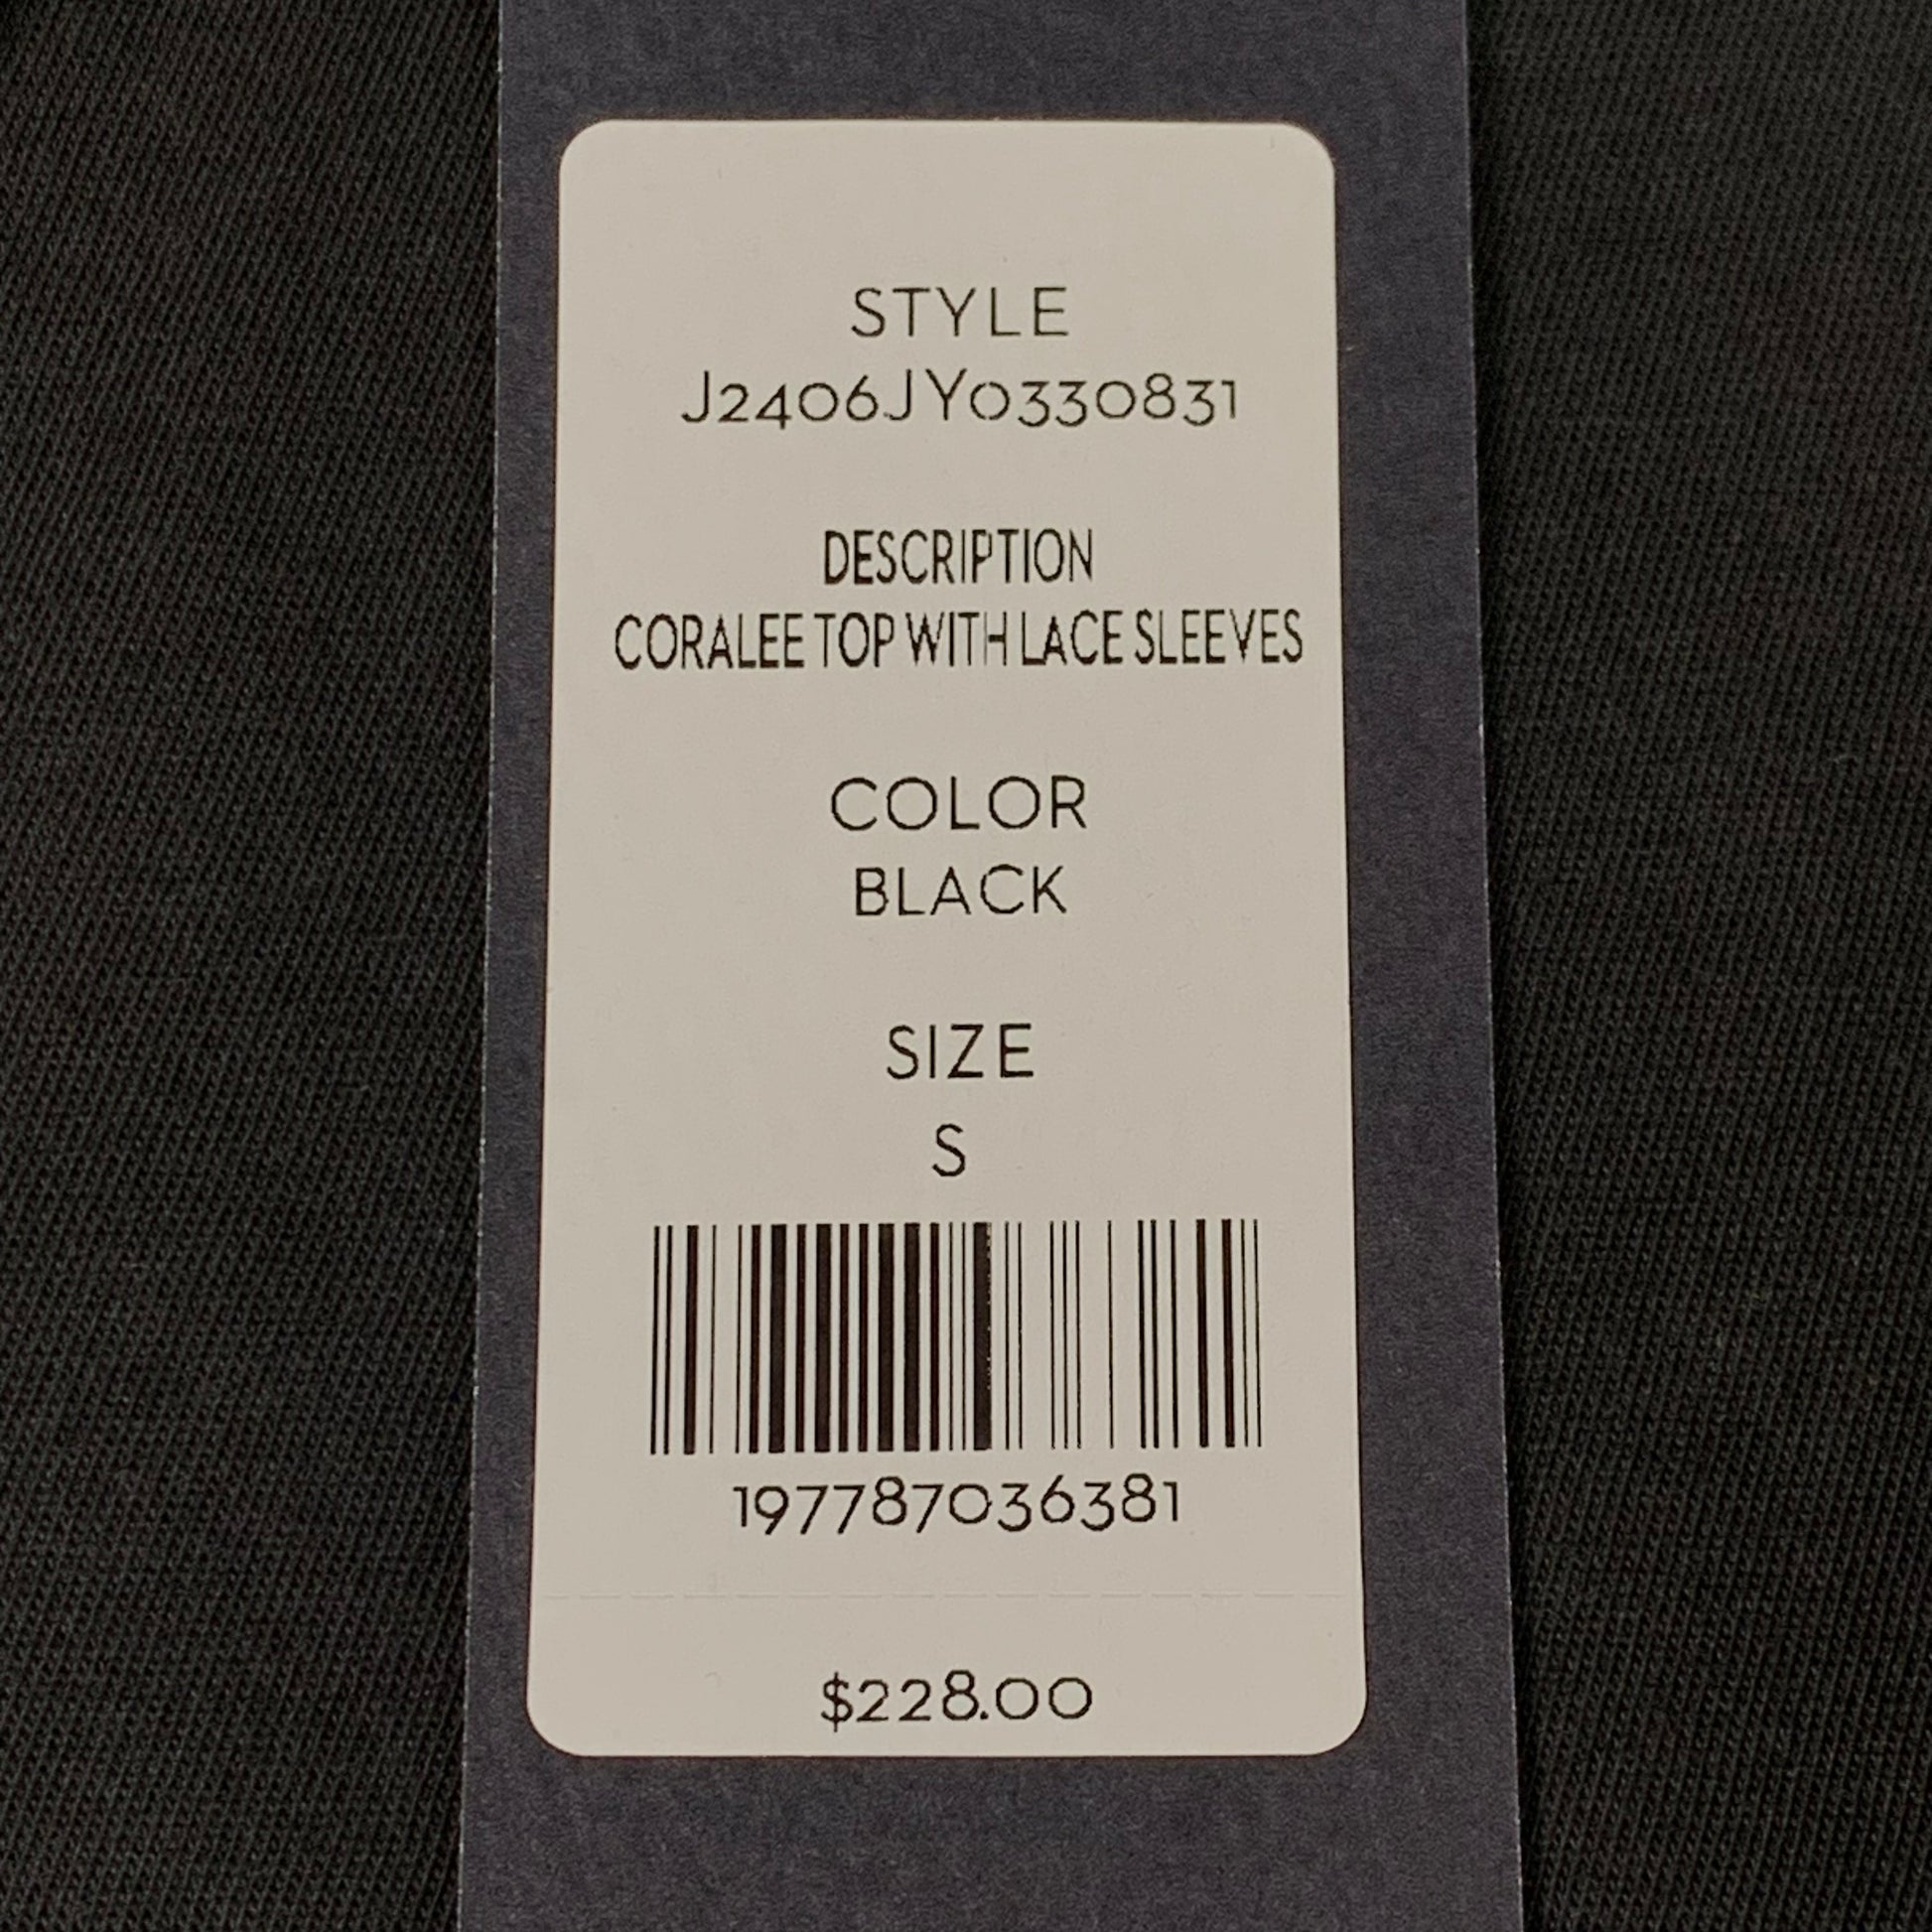 STYLE
J2406JY0330831
DESCRIPTION
CORALEE TOP WITH LACE SLEEVES
COLOR
BLACK
SIZE
S
197787036381
$228.00